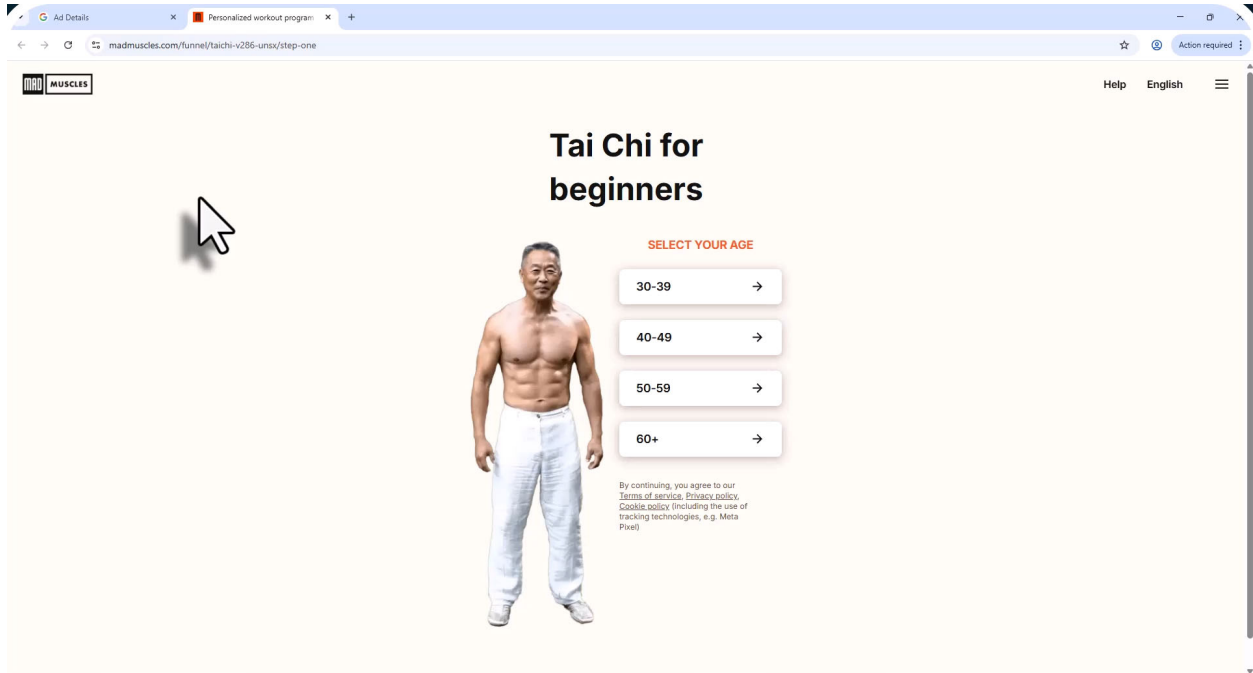 Ad Details
Personalized workout program
madmuscles.com/funnel/taichi-v286-unsx/step-one
Action required
MAD MUSCLES
Help
English
Tai Chi for
beginners
SELECT YOUR AGE
30-39
40-49
50-59
60+
By continuing, you agree to our
Terms of service, Privacy policy,
Cookie policy (including the use of
tracking technologies, e.g. Meta
Pixel)